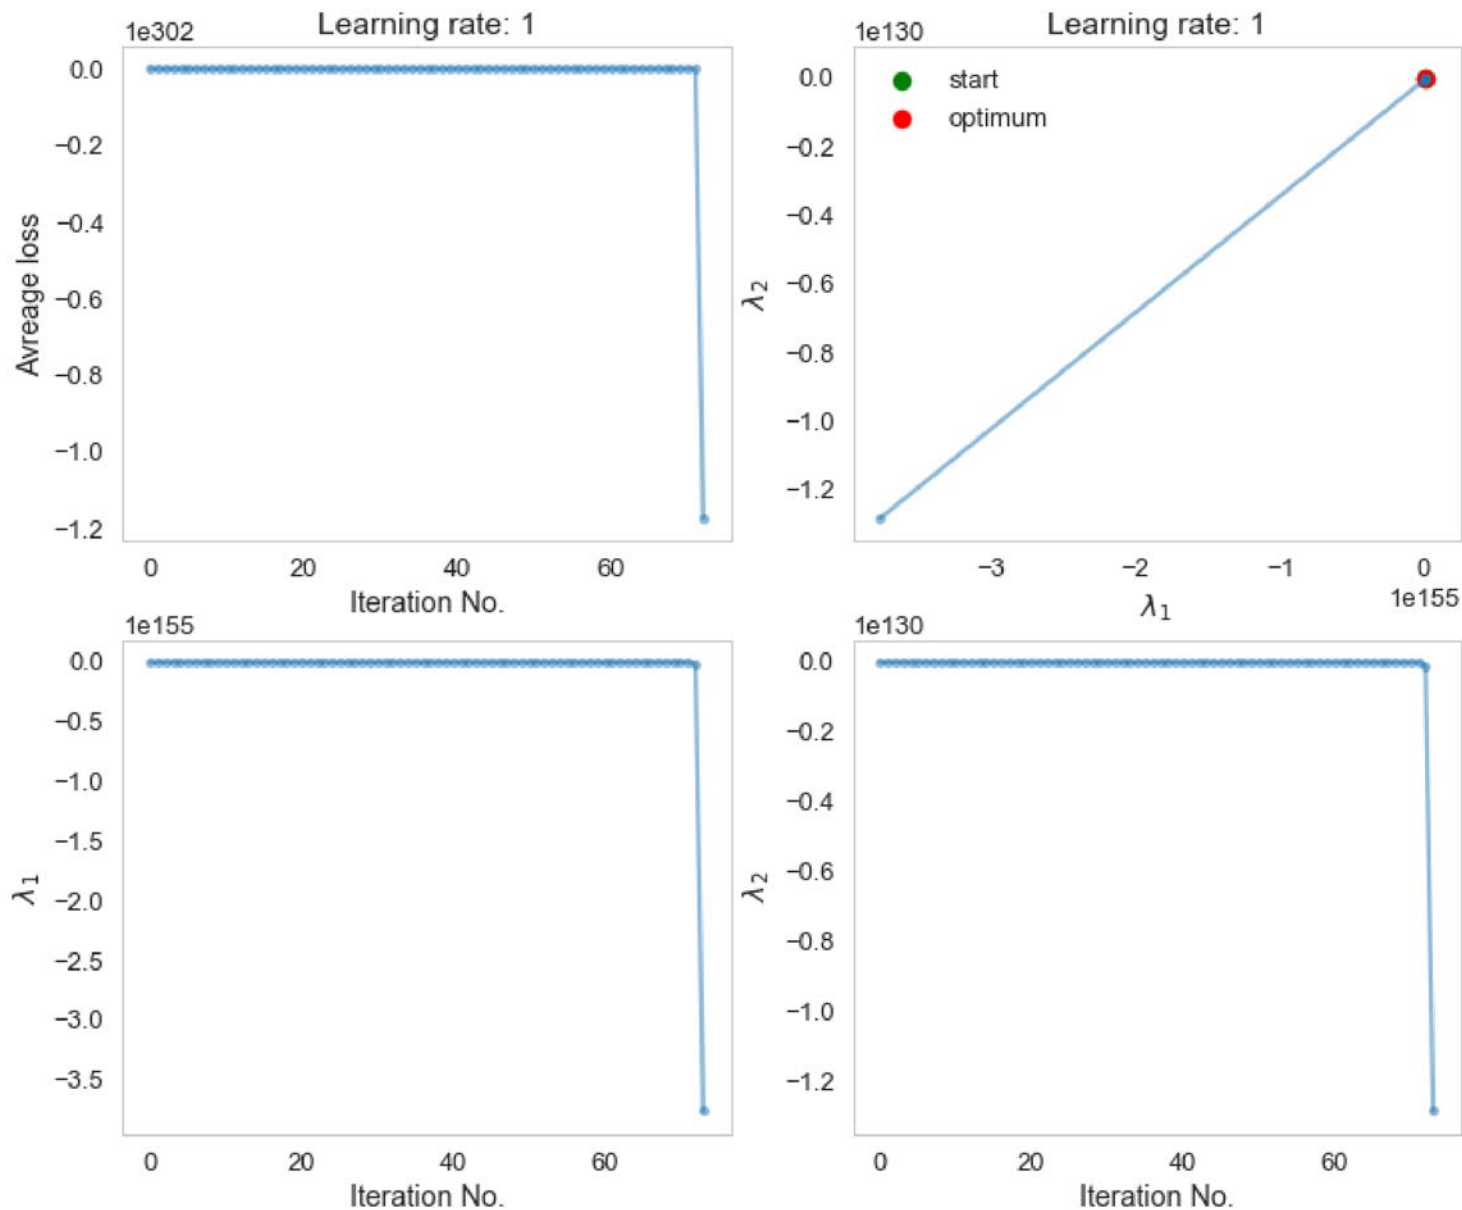 1e302
Learning rate: 1
0.0
−0.2
−0.4
−0.6
−0.8
−1.0
−1.2
Avreage loss
0 20 40 60
Iteration No.
1e130
Learning rate: 1
start
optimum
0.0
−0.2
−0.4
−0.6
−0.8
−1.0
−1.2
λ2
−3 −2 −1 0
λ1
1e155
1e155
0.0
−0.5
−1.0
−1.5
−2.0
−2.5
−3.0
−3.5
λ1
0 20 40 60
Iteration No.
1e130
0.0
−0.2
−0.4
−0.6
−0.8
−1.0
−1.2
λ2
0 20 40 60
Iteration No.